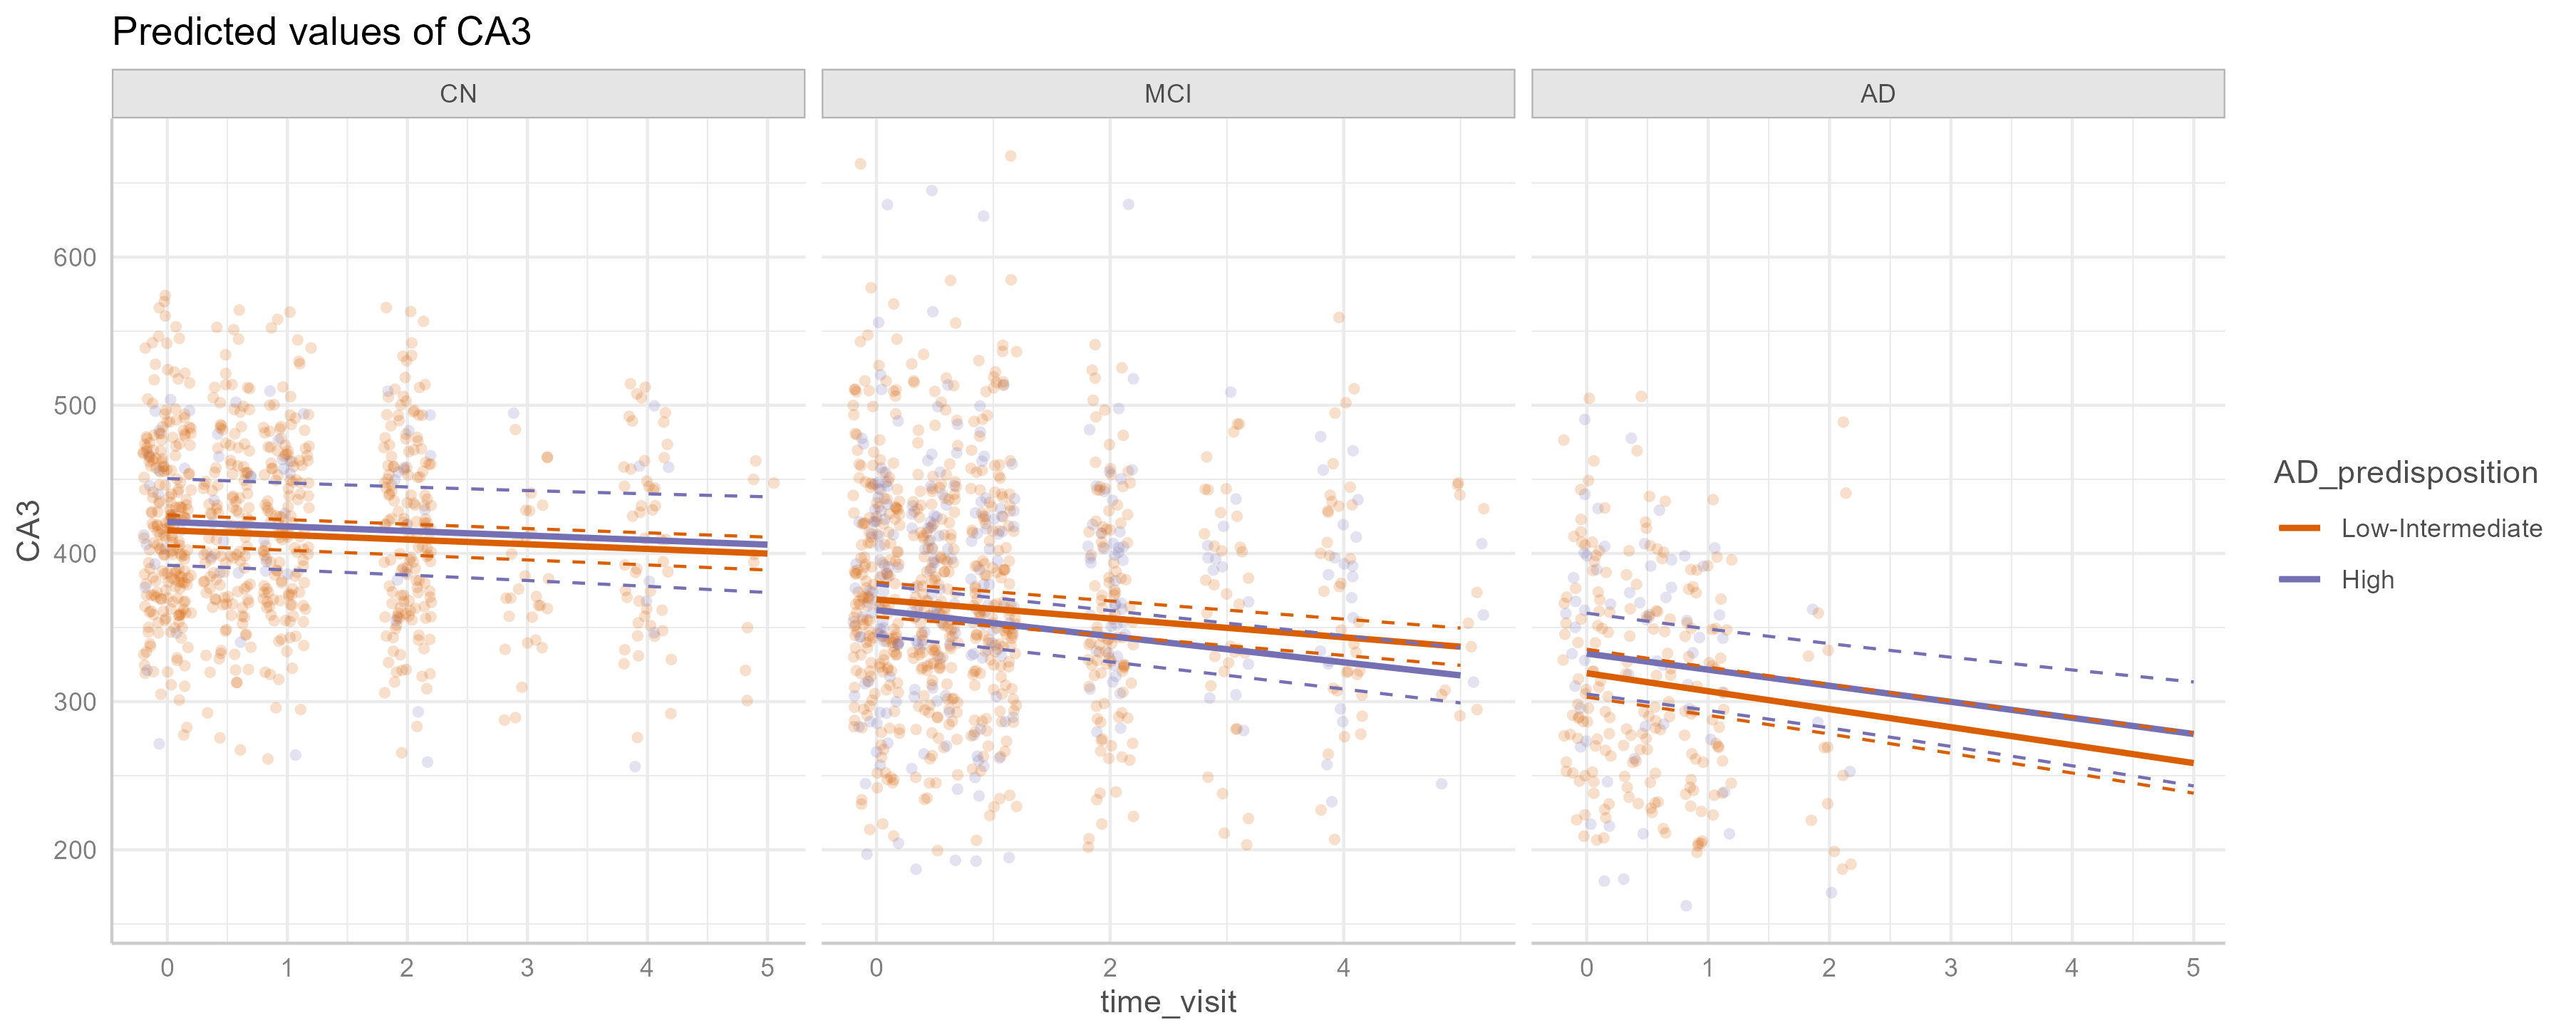 Predicted values of CA3
CN
MCI
AD
600
500
400
300
200
CA3
0 1 2 3 4 5
0 2 4
0 1 2 3 4 5
time_visit
AD_predisposition
Low-Intermediate
High